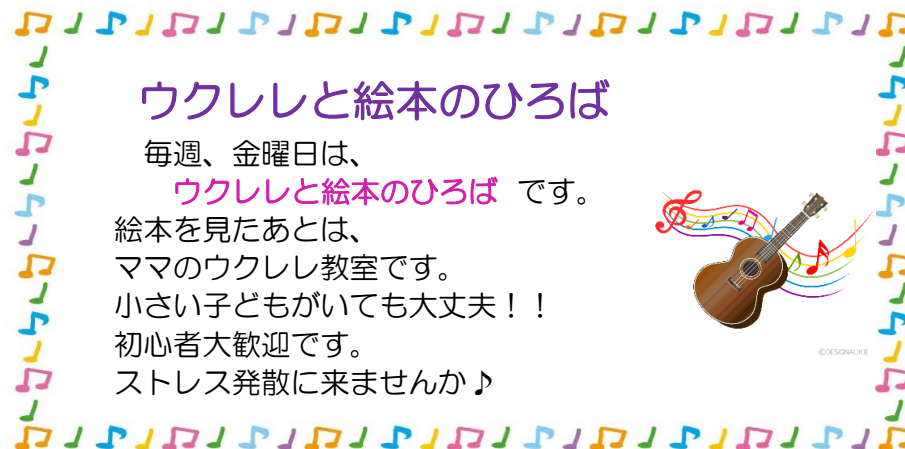 ウクレレと絵本のひろば
毎週、金曜日は、
ウクレレと絵本のひろば です。
絵本を見たあとは、
ママのウクレレ教室です。
小さい子どもがいても大丈夫！！
初心者大歓迎です。
ストレス発散に来ませんか♪
©DESIGNALIKIE